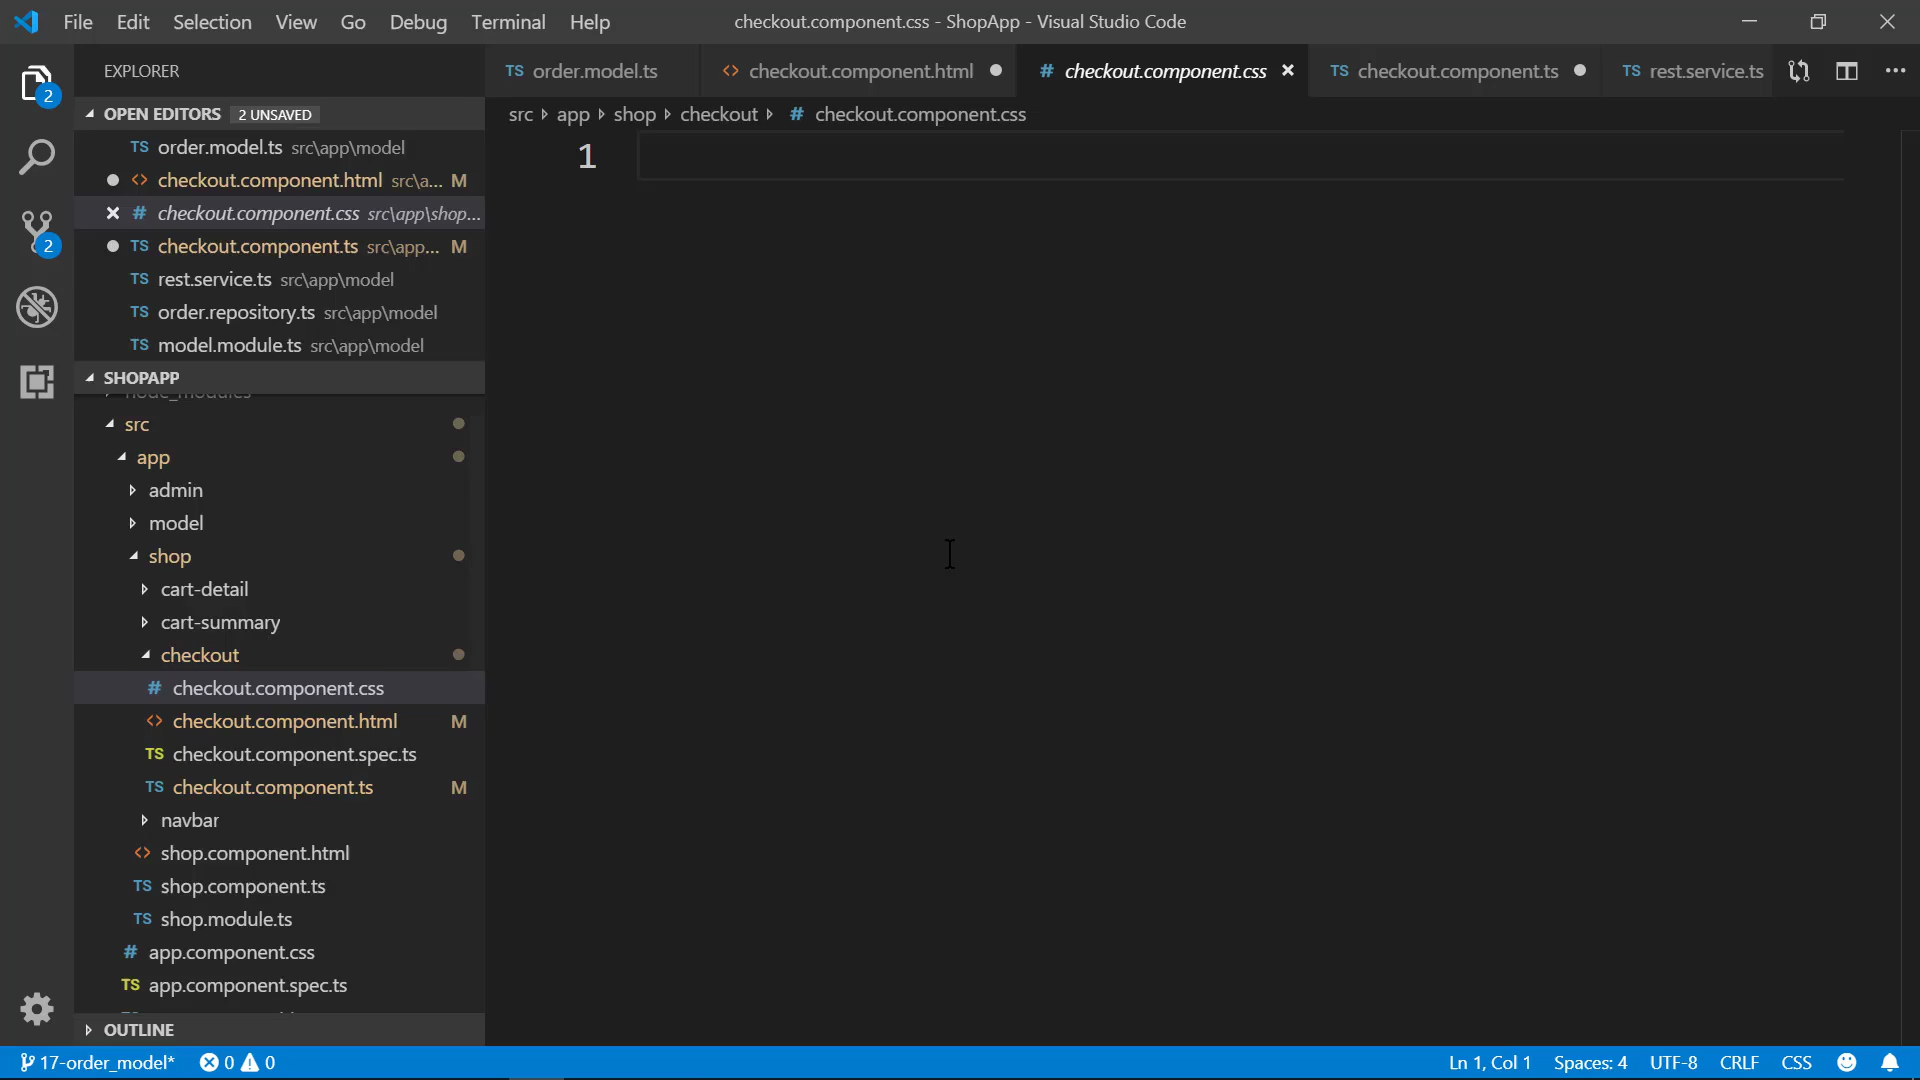 File Edit Selection View Go Debug Terminal Help
checkout.component.css - ShopApp - Visual Studio Code
EXPLORER
TS order.model.ts
<> checkout.component.html
# checkout.component.css
TS checkout.component.ts
TS rest.service.ts
OPEN EDITORS 2 UNSAVED
src app shop checkout # checkout.component.css
1
TS order.model.ts src\app\model
<> checkout.component.html src\a... M
# checkout.component.css src\app\shop...
TS checkout.component.ts src\app... M
TS rest.service.ts src\app\model
TS order.repository.ts src\app\model
TS model.module.ts src\app\model
SHOPAPP
node_modules
src
app
admin
model
shop
cart-detail
cart-summary
checkout
# checkout.component.css
<> checkout.component.html M
TS checkout.component.spec.ts
TS checkout.component.ts M
navbar
<> shop.component.html
TS shop.component.ts
TS shop.module.ts
# app.component.css
TS app.component.spec.ts
OUTLINE
2
2
17-order_model* 0 0
Ln 1, Col 1 Spaces: 4 UTF-8 CRLF CSS